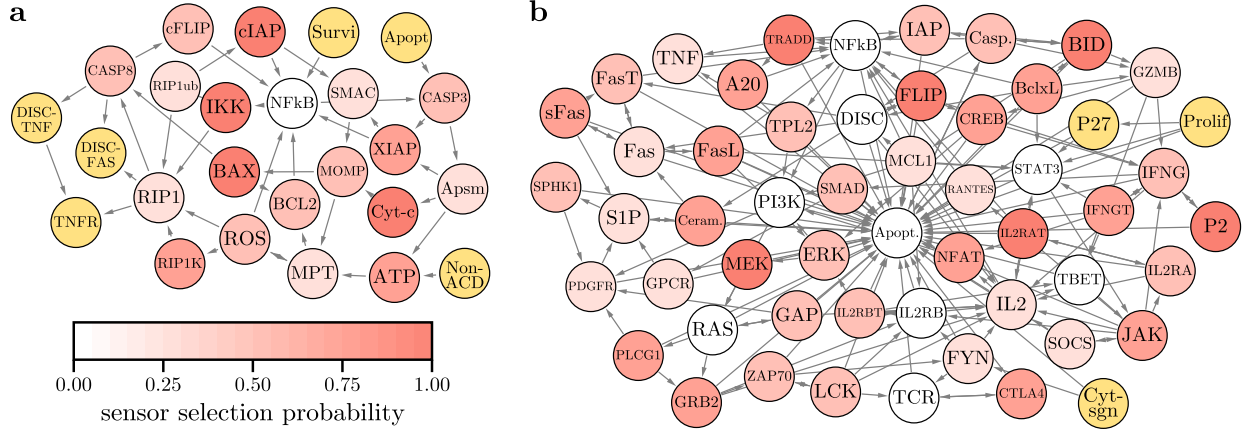 a
cFLIP
cIAP
Survi
Apopt
CASP8
RIP1ub
IKK
NFkB
SMAC
CASP3
DISC-
TNF
DISC-
FAS
BAX
MOMP
XIAP
TNFR
RIP1
BCL2
Cyt-c
Apsm
RIP1K
ROS
MPT
ATP
Non-
ACD
0.00
0.25
0.50
0.75
1.00
sensor selection probability
b
TNF
TRADD
NFkB
IAP
Casp.
BID
GZMB
FasT
A20
FLIP
BclxL
sFas
TPL2
DISC
CREB
P27
Prolif
Fas
FasL
MCL1
STAT3
IFNG
SPHK1
SMAD
RANTES
S1P
Ceram.
PI3K
Apopt.
IL2RAT
IFNGT
P2
PDGFR
GPCR
MEK
ERK
NFAT
TBET
IL2RA
RAS
GAP
IL2RBT
IL2RB
IL2
SOCS
JAK
PLCG1
ZAP70
FYN
GRB2
LCK
TCR
CTLA4
Cyt-
sgn